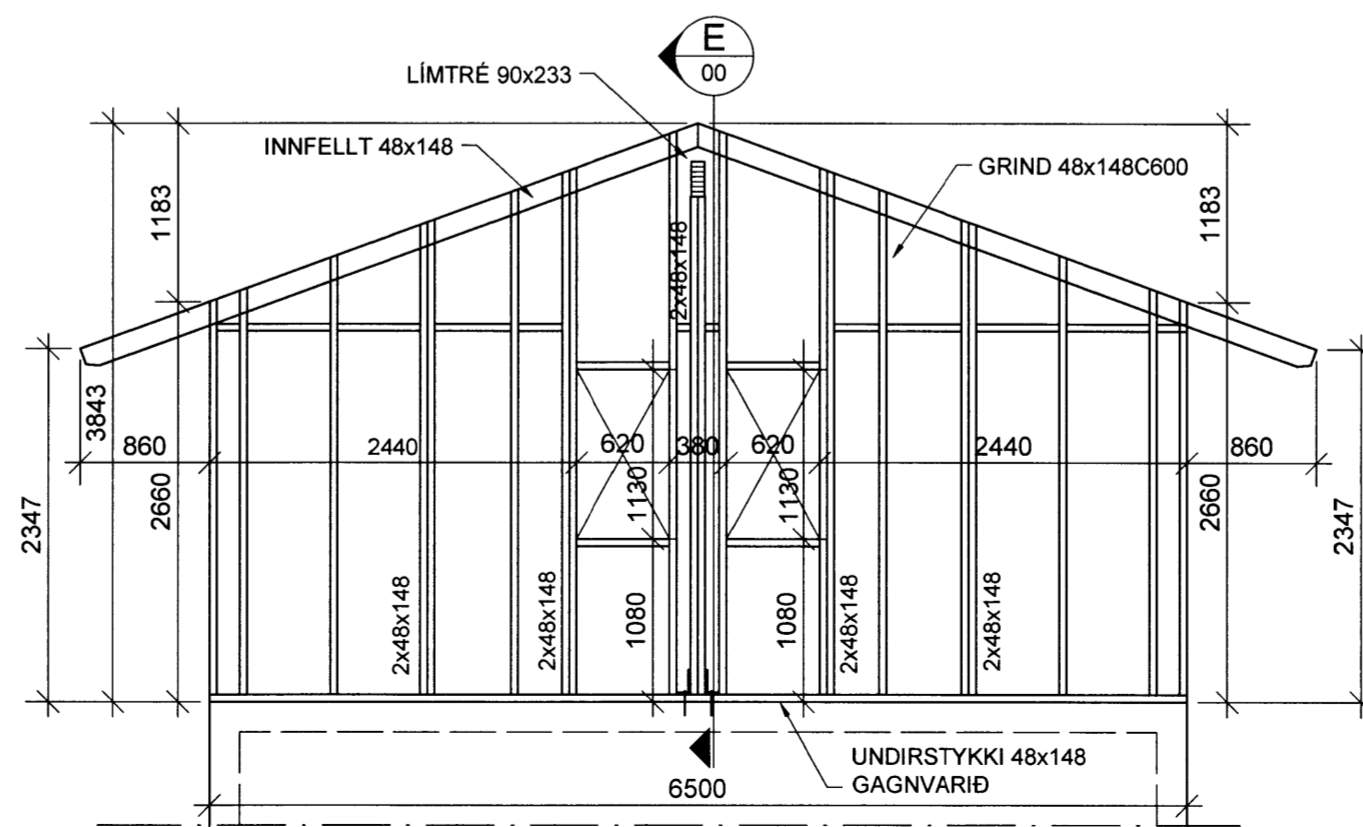 E
00
LÍMTRÉ 90x233
INNFELLT 48x148
GRIND 48x148C600
1183
1183
2x48x148
3843
860
2440
620
380
620
2440
860
2347
2660
1130
1130
2660
2347
2x48x148
2x48x148
1080
1080
2x48x148
2x48x148
UNDIRSTYKKI 48x148
GAGNVARIÐ
6500